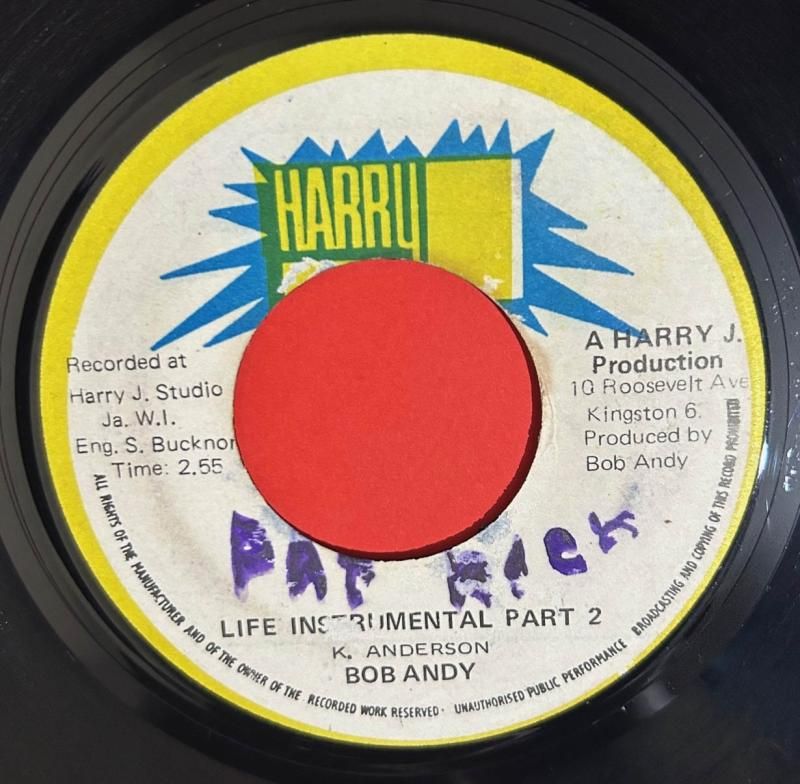 HARRY
Recorded at
Harry J. Studio
Ja. W.I.
Eng. S. Bucknor
Time: 2.55
A HARRY J.
Production
10 Roosevelt Ave
Kingston 6.
Produced by
Bob Andy
PAT RICK
LIFE INSTRUMENTAL PART 2
K. ANDERSON
BOB ANDY
ALL RIGHTS OF THE MANUFACTURER AND OF THE OWNER OF THE RECORDED WORK RESERVED · UNAUTHORISED PUBLIC PERFORMANCE BROADCASTING AND COPYING OF THIS RECORD PROHIBITED